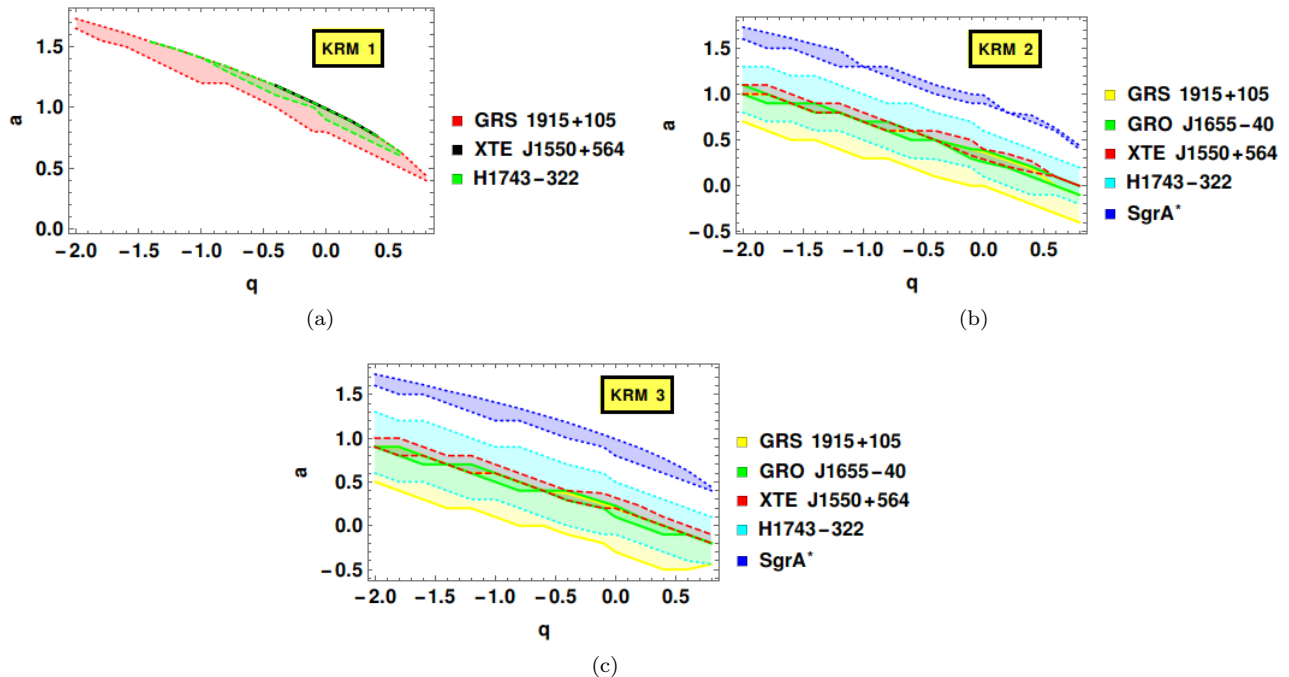 KRM 1
1.5
1.0
0.5
0.0
a
-2.0 -1.5 -1.0 -0.5 0.0 0.5
q
GRS 1915+105
XTE J1550+564
H1743-322
(a)
KRM 2
1.5
1.0
0.5
0.0
-0.5
a
-2.0 -1.5 -1.0 -0.5 0.0 0.5
q
GRS 1915+105
GRO J1655-40
XTE J1550+564
H1743-322
SgrA*
(b)
KRM 3
1.5
1.0
0.5
0.0
-0.5
a
-2.0 -1.5 -1.0 -0.5 0.0 0.5
q
GRS 1915+105
GRO J1655-40
XTE J1550+564
H1743-322
SgrA*
(c)